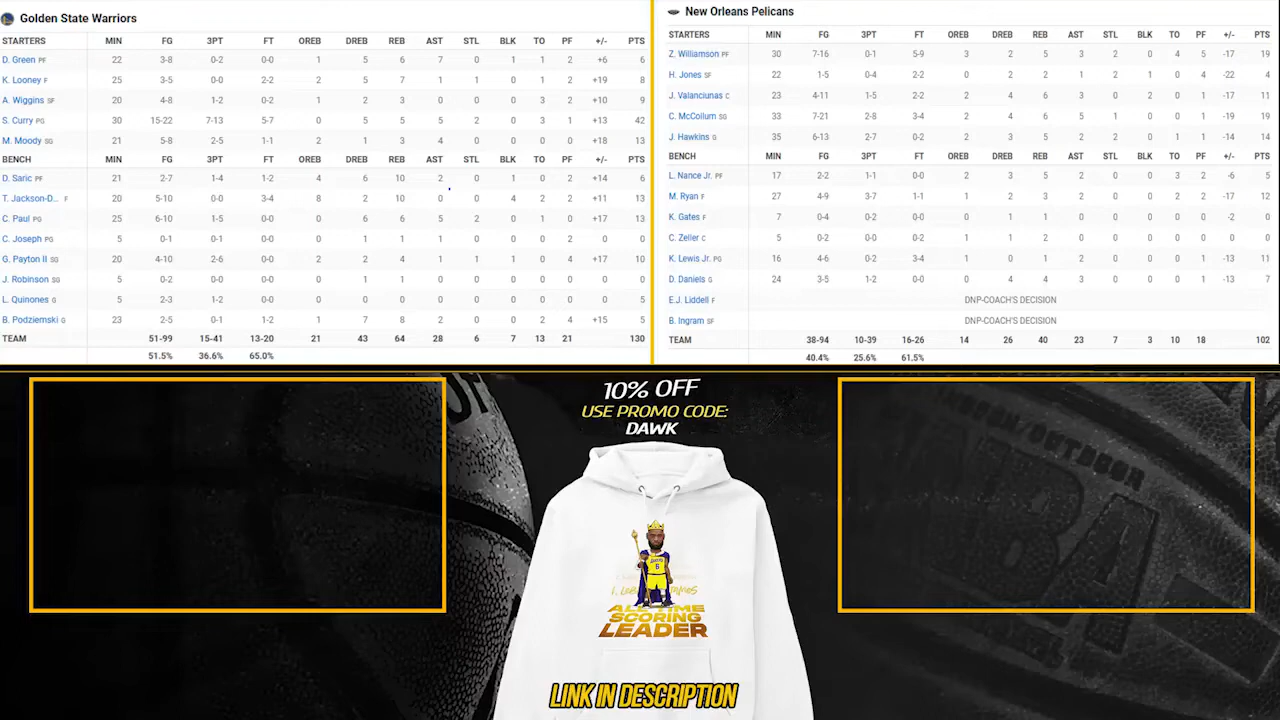 Golden State Warriors
STARTERS MIN FG 3PT FT OREB DREB REB AST STL BLK TO PF +/- PTS
D. Green PF 22 3-8 0-2 0-0 1 5 6 7 0 1 1 2 +6 6
K. Looney F 25 3-5 0-0 2-2 2 5 7 1 1 0 1 2 +19 8
A. Wiggins SF 20 4-8 1-2 0-2 1 2 3 0 0 0 3 2 +10 9
S. Curry PG 30 15-22 7-13 5-7 0 5 5 5 2 0 3 1 +13 42
M. Moody SG 21 5-8 2-5 1-1 2 1 3 4 0 0 0 0 +18 13
BENCH MIN FG 3PT FT OREB DREB REB AST STL BLK TO PF +/- PTS
D. Saric PF 21 2-7 1-4 1-2 4 6 10 2 0 1 0 2 +14 6
T. Jackson-D... F 20 5-10 0-0 3-4 8 2 10 0 0 4 2 2 +11 13
C. Paul PG 25 6-10 1-5 0-0 0 6 6 5 2 0 1 0 +17 13
C. Joseph PG 5 0-1 0-1 0-0 0 1 1 1 0 0 0 2 0
G. Payton II SG 20 4-10 2-6 0-0 2 2 4 1 1 1 0 4 +17 10
J. Robinson SG 5 0-2 0-0 0-0 0 1 1 0 0 0 0 0 0
L. Quinones G 5 2-3 1-2 0-0 0 0 0 0 0 0 0 0 5
B. Podziemski G 23 2-5 0-1 1-2 1 7 8 2 0 0 2 4 +15 5
TEAM 51-99 15-41 13-20 21 43 64 28 6 7 13 21 130
51.5% 36.6% 65.0%
New Orleans Pelicans
STARTERS MIN FG 3PT FT OREB DREB REB AST STL BLK TO PF +/- PTS
Z. Williamson PF 30 7-16 0-1 5-9 3 2 5 3 2 0 4 5 -17 19
H. Jones SF 22 1-5 0-4 2-2 0 2 2 1 2 1 0 4 -22 4
J. Valanciunas C 23 4-11 1-5 2-2 2 4 6 3 0 2 0 2 -17 11
C. McCollum SG 33 7-21 2-8 3-4 2 4 6 5 1 0 0 1 -19 19
J. Hawkins G 35 6-13 2-7 0-0 2 3 5 2 2 0 1 1 -14 14
BENCH MIN FG 3PT FT OREB DREB REB AST STL BLK TO PF +/- PTS
L. Nance Jr. PF 17 2-2 1-1 0-0 2 3 5 2 0 0 3 2 -6 5
M. Ryan F 27 4-9 3-7 1-1 1 2 3 2 0 0 2 2 -17 12
K. Gates F 7 0-4 0-2 0-0 0 1 1 0 0 0 0 0 -2 0
C. Zeller C 5 0-2 0-0 0-2 1 1 2 0 0 0 0 0 0
K. Lewis Jr. PG 16 4-6 0-2 3-4 1 0 1 2 0 0 0 1 -13 11
D. Daniels G 24 3-5 1-2 0-0 0 4 4 3 0 0 0 1 -13 7
E.J. Liddell F DNP-COACH'S DECISION
B. Ingram SF DNP-COACH'S DECISION
TEAM 38-94 10-39 16-26 14 26 40 23 7 3 10 18 102
40.4% 25.6% 61.5%
10% OFF
USE PROMO CODE:
DAWK
ALL TIME
SCORING
LEADER
LINK IN DESCRIPTION